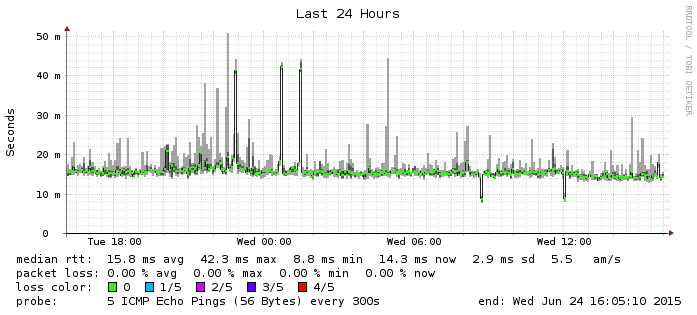 Last 24 Hours
RRDTOOL / TOBI OETIKER
Seconds
50 m
40 m
30 m
20 m
10 m
0
Tue 18:00 Wed 00:00 Wed 06:00 Wed 12:00
median rtt: 15.8 ms avg 42.3 ms max 8.8 ms min 14.3 ms now 2.9 ms sd 5.5 am/s
packet loss: 0.00 % avg 0.00 % max 0.00 % min 0.00 % now
loss color: 0 1/5 2/5 3/5 4/5
probe: 5 ICMP Echo Pings (56 Bytes) every 300s end: Wed Jun 24 16:05:10 2015